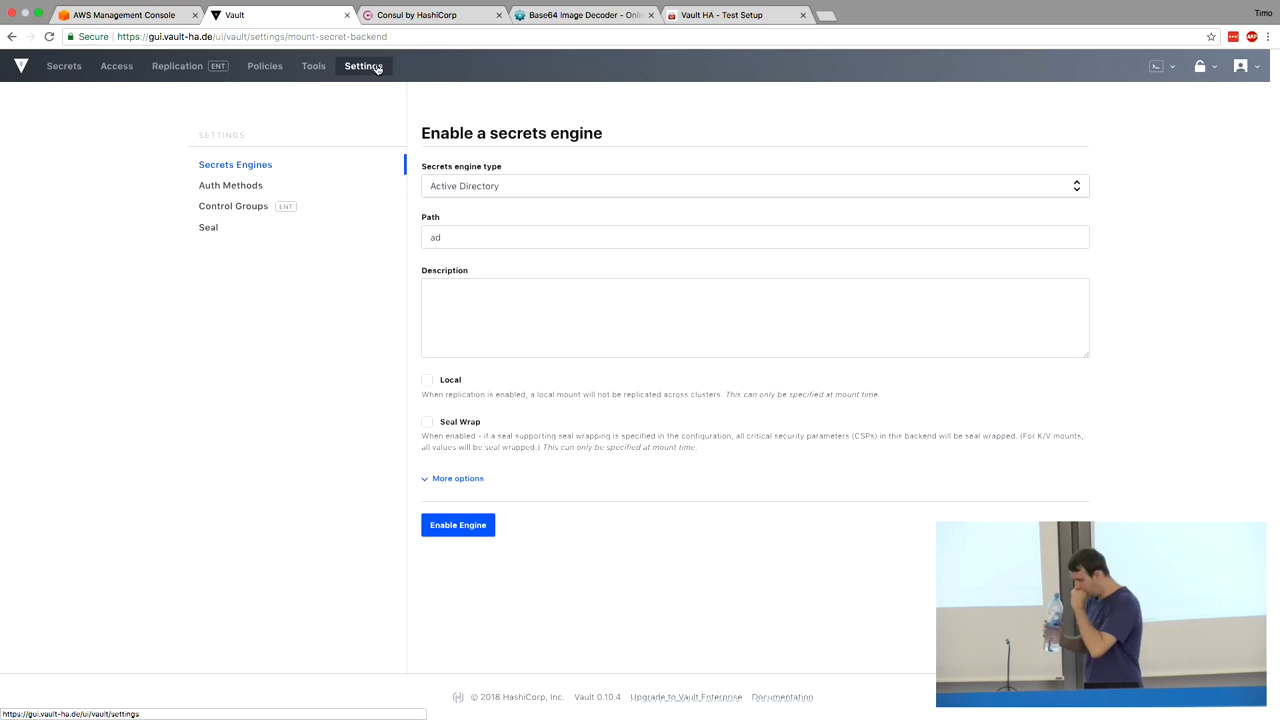 AWS Management Console
Vault
Consul by HashiCorp
Base64 Image Decoder - Onlin
Vault HA - Test Setup
Timo
Secure
https://gui.vault-ha.de/ui/vault/settings/mount-secret-backend
Secrets
Access
Replication ENT
Policies
Tools
Settings
SETTINGS
Secrets Engines
Auth Methods
Control Groups ENT
Seal
Enable a secrets engine
Secrets engine type
Active Directory
Path
ad
Description
Local
When replication is enabled, a local mount will not be replicated across clusters. This can only be specified at mount time.
Seal Wrap
When enabled - if a seal supporting seal wrapping is specified in the configuration, all critical security parameters (CSPs) in this backend will be seal wrapped. (For K/V mounts,
all values will be seal wrapped.) This can only be specified at mount time.
More options
Enable Engine
© 2018 HashiCorp, Inc. Vault 0.10.4 Upgrade to Vault Enterprise Documentation
https://gui.vault-ha.de/ui/vault/settings